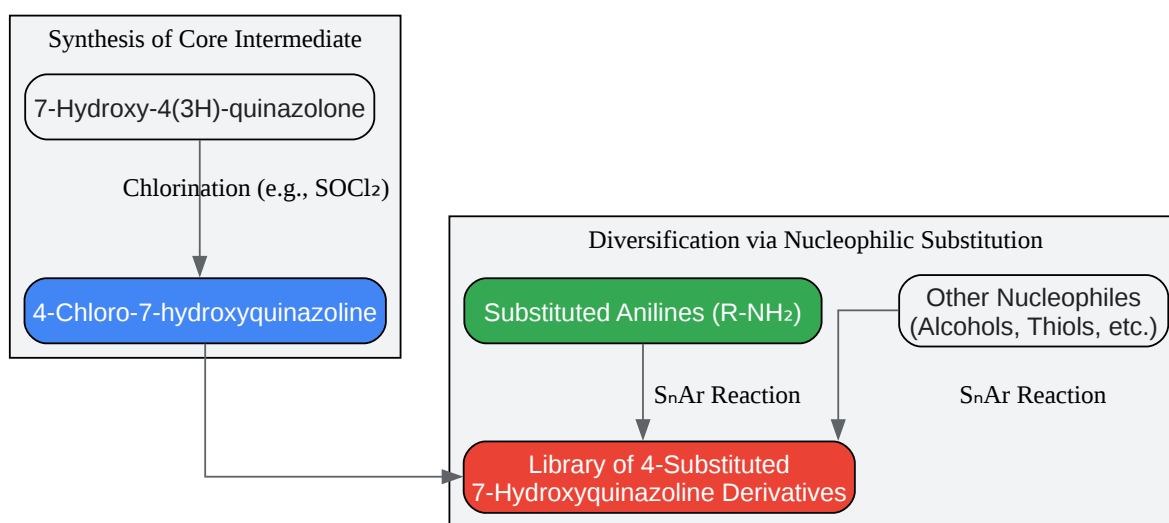 Synthesis of Core Intermediate
7-Hydroxy-4(3H)-quinazolone
Chlorination (e.g., SOCl₂)
4-Chloro-7-hydroxyquinazoline
Diversification via Nucleophilic Substitution
Substituted Anilines (R-NH₂)
Other Nucleophiles
(Alcohols, Thiols, etc.)
SₙAr Reaction
SₙAr Reaction
Library of 4-Substituted
7-Hydroxyquinazoline Derivatives